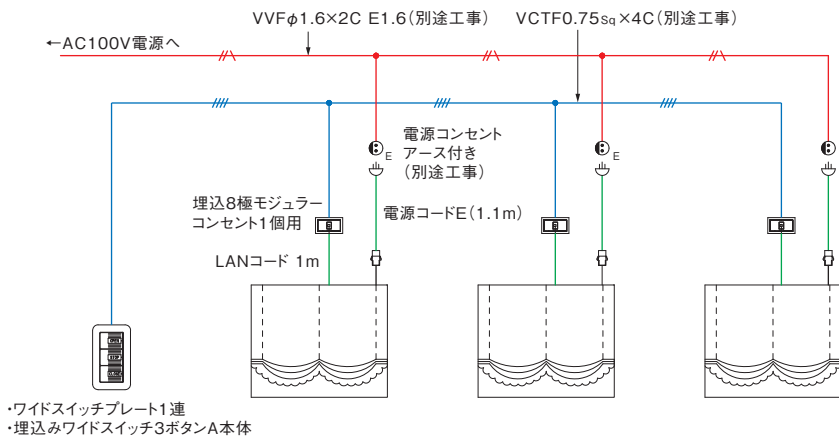 VVFφ1.6×2C E1.6(別途工事)
VCTF0.75Sq×4C(別途工事)
←AC100V電源へ
電源コンセント
アース付き
(別途工事)
E
E
埋込8極モジュラー
コンセント1個用
電源コードE(1.1m)
LANコード 1m
OPEN
STOP
CLOSE
・ワイドスイッチプレート1連
・埋込みワイドスイッチ3ボタンA本体